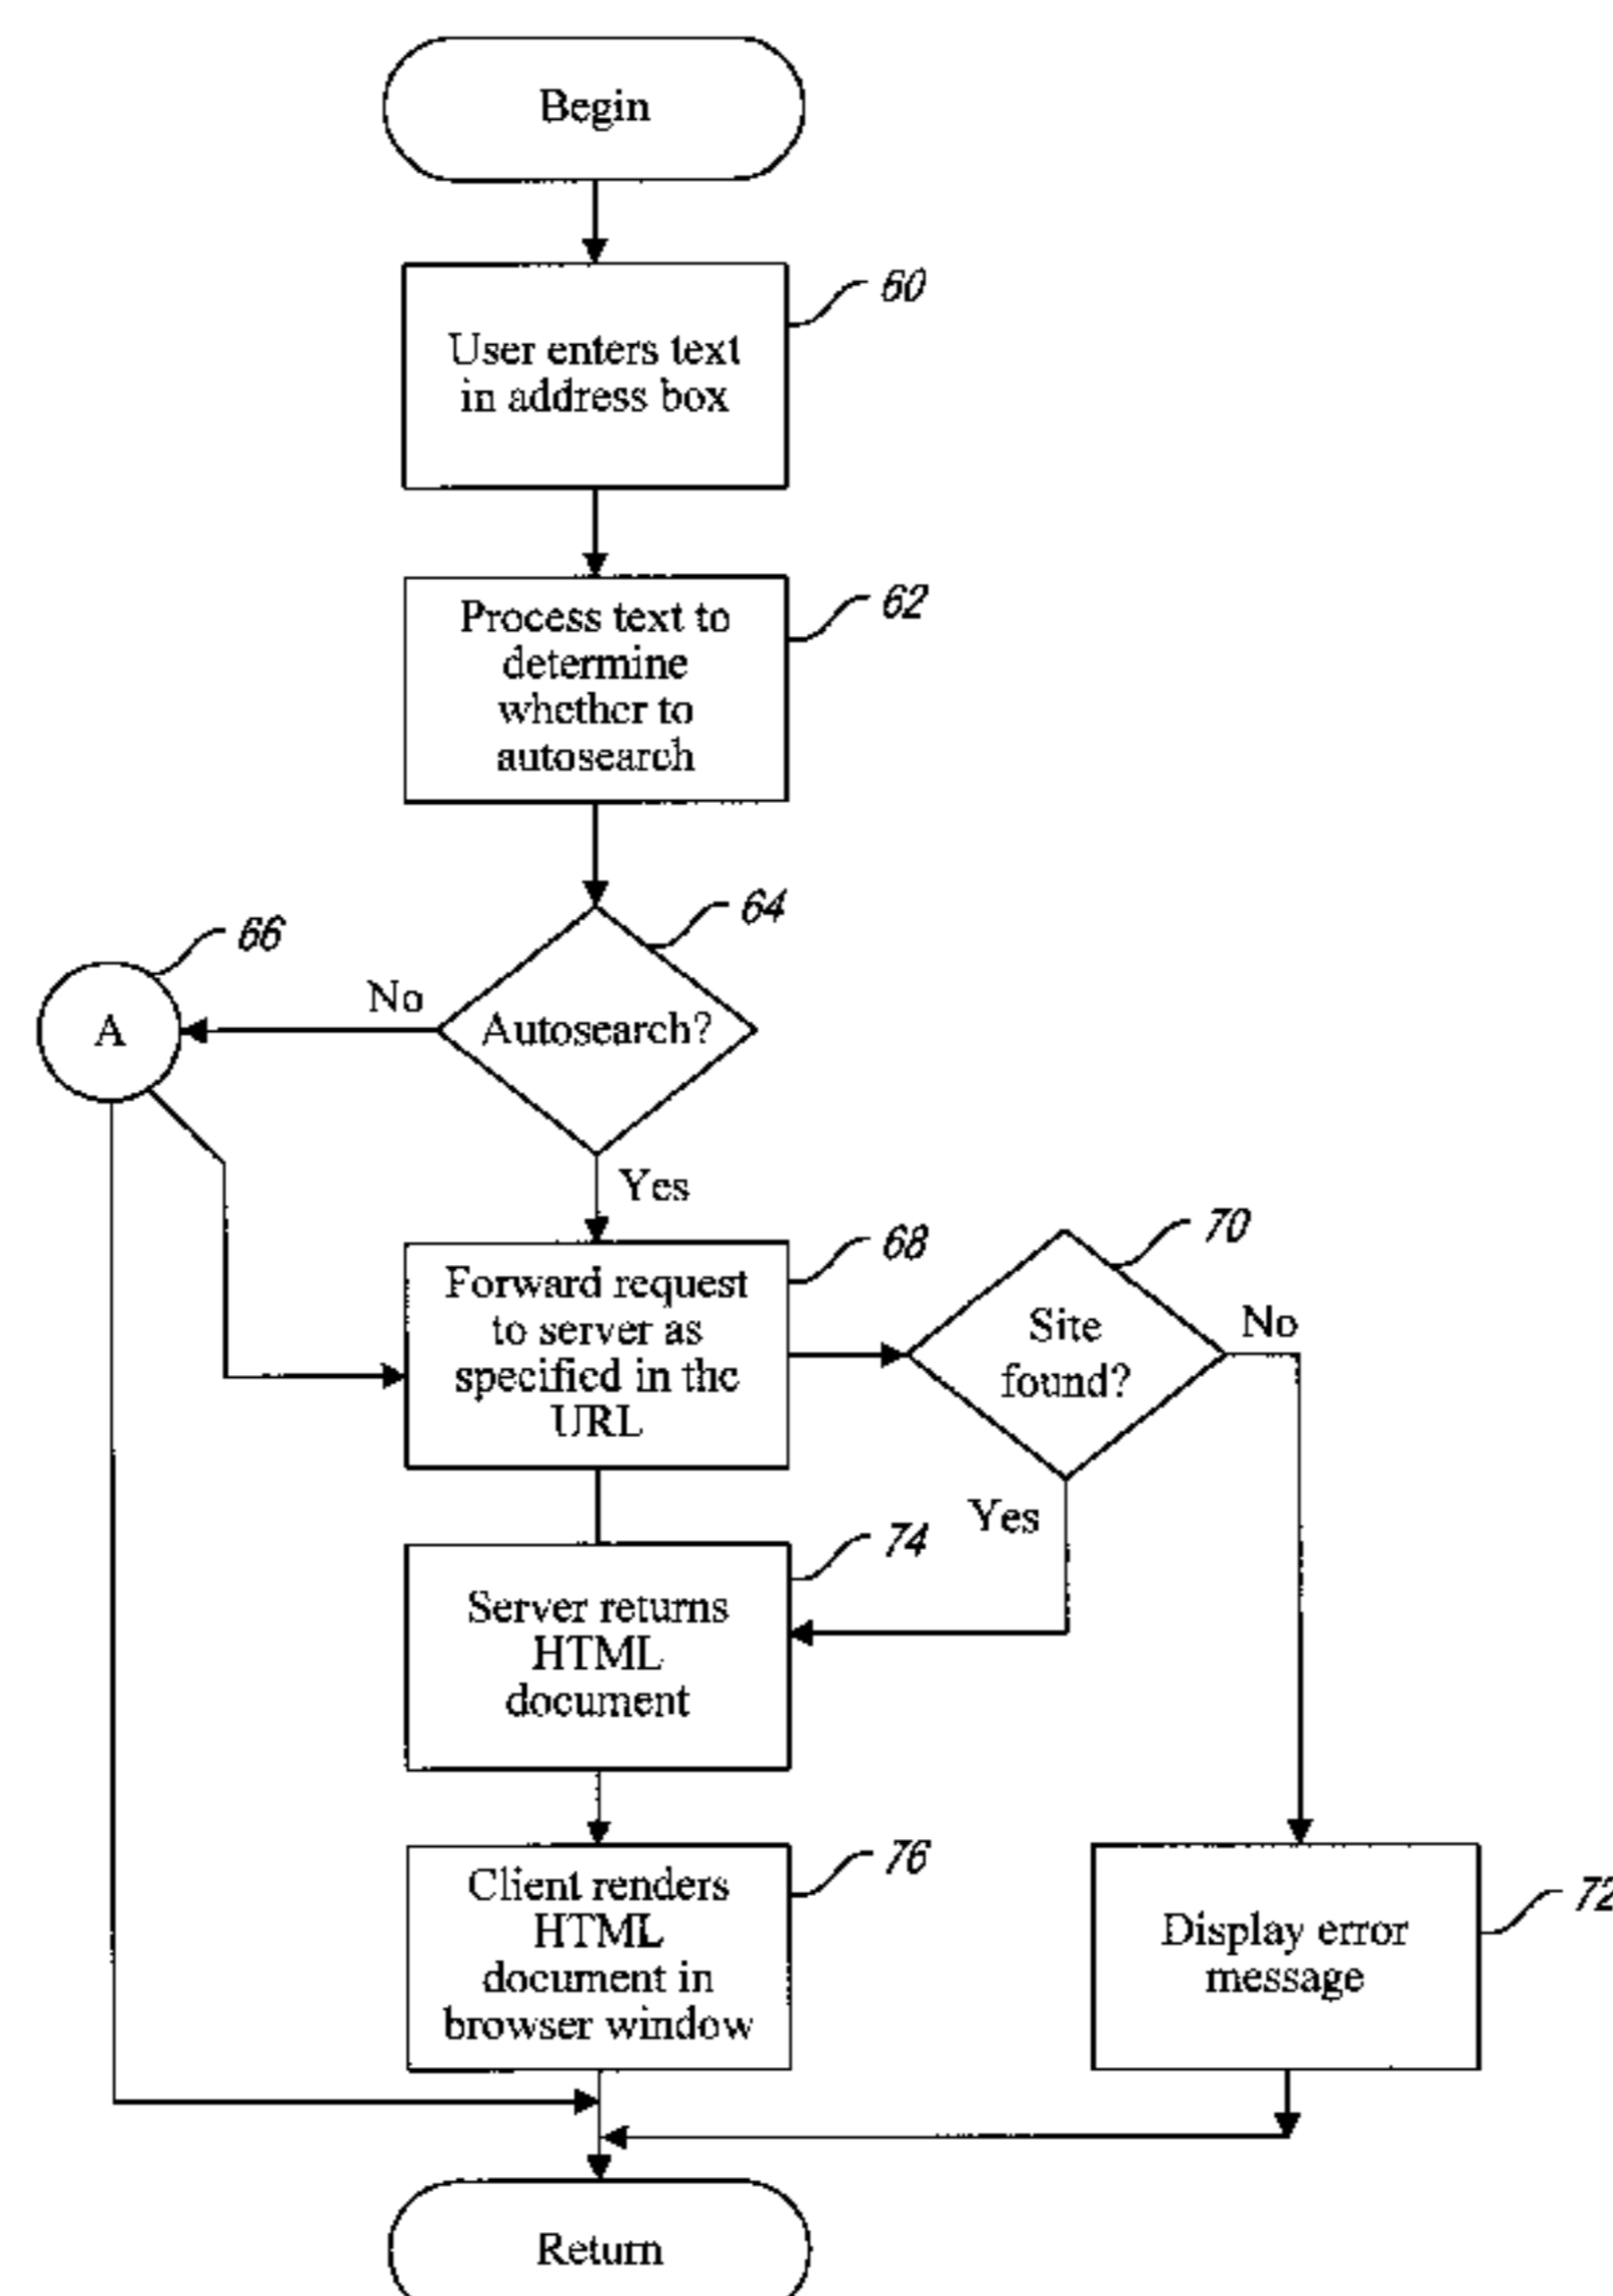 Begin
60
User enters text
in address box
62
Process text to
determine
whether to
autosearch
64
66
No
A
Autosearch?
Yes
68
70
Forward request
to server as
specified in the
URL
Site
found?
No
Yes
74
Server returns
HTML
document
76
Client renders
HTML
document in
browser window
72
Display error
message
Return